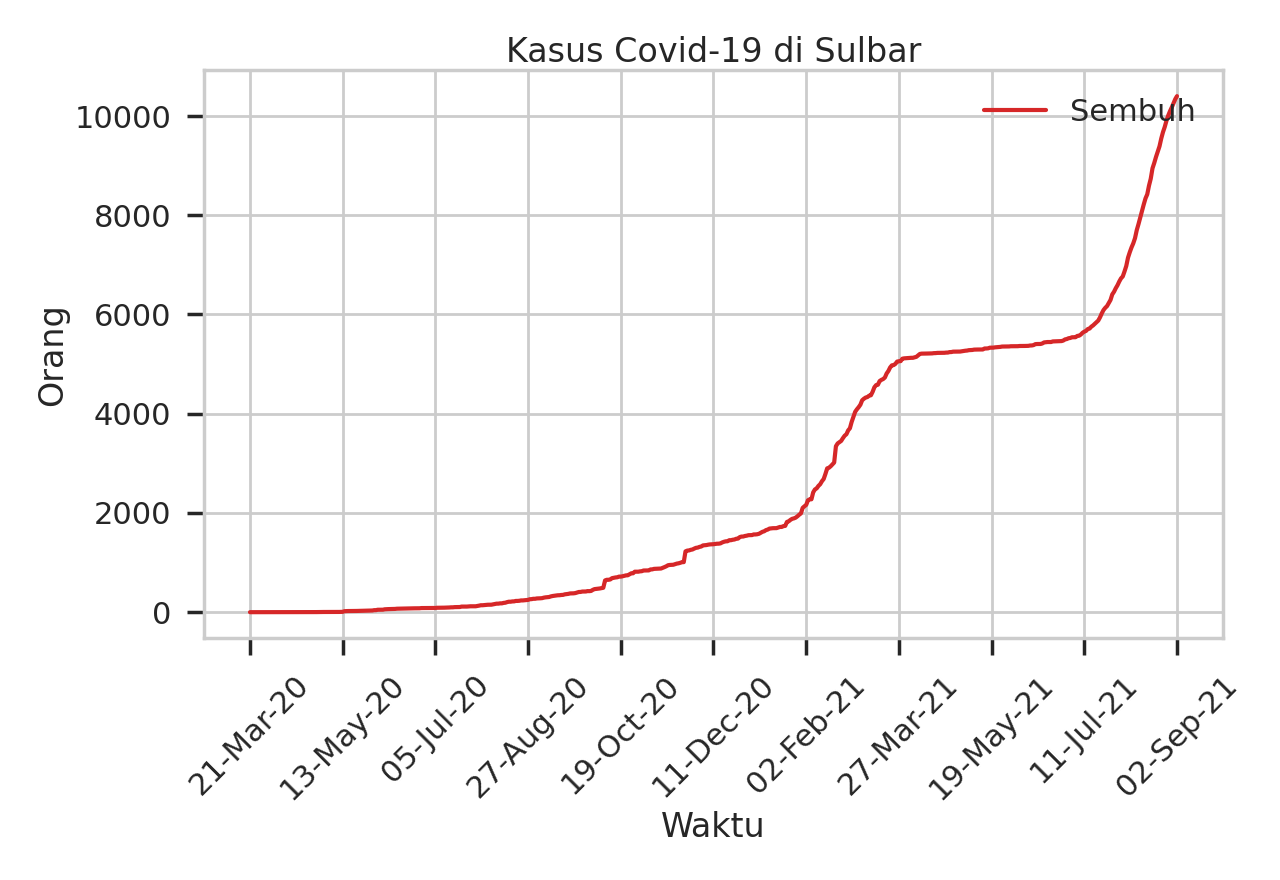 Kasus Covid-19 di Sulbar
Sembuh
Orang
10000
8000
6000
4000
2000
0
21-Mar-20
13-May-20
05-Jul-20
27-Aug-20
19-Oct-20
11-Dec-20
02-Feb-21
27-Mar-21
19-May-21
11-Jul-21
02-Sep-21
Waktu